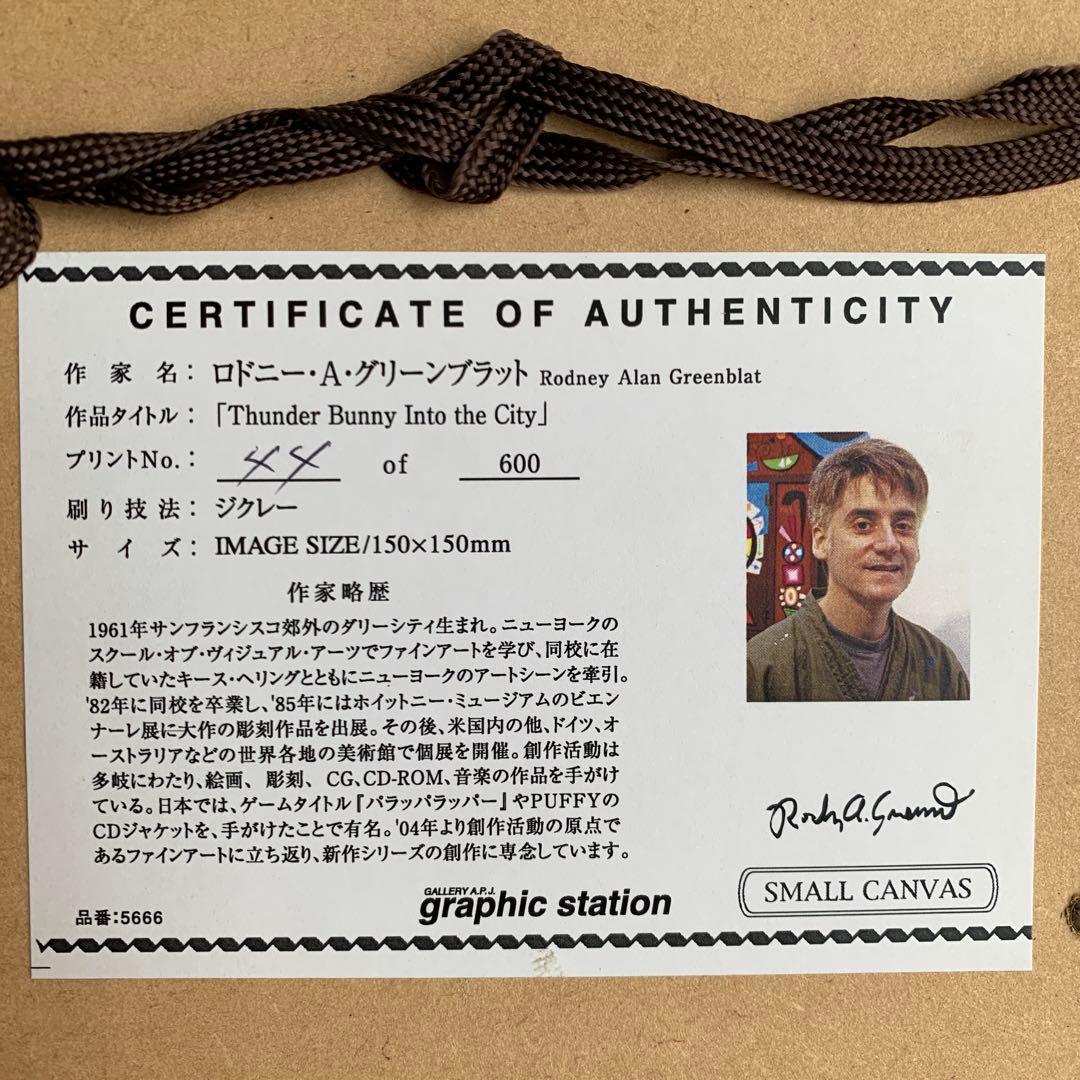 CERTIFICATE OF AUTHENTICITY
作家名：ロドニー・A・グリーンブラット Rodney Alan Greenblat
作品タイトル：「Thunder Bunny Into the City」
プリントNo.：44 of 600
刷り技法：ジクレー
サイズ：IMAGE SIZE/150×150mm
作家略歴
1961年サンフランシスコ郊外のダリーシティ生まれ。ニューヨークの
スクール・オブ・ヴィジュアル・アーツでファインアートを学び、同校に在
籍していたキース・ヘリングとともにニューヨークのアートシーンを牽引。
'82年に同校を卒業し、'85年にはホイットニー・ミュージアムのビエン
ナーレ展に大作の彫刻作品を出展。その後、米国内の他、ドイツ、オ
ーストラリアなどの世界各地の美術館で個展を開催。創作活動は
多岐にわたり、絵画、彫刻、CG、CD-ROM、音楽の作品を手がけ
ている。日本では、ゲームタイトル『パラッパラッパー』やPUFFYの
CDジャケットを、手がけたことで有名。'04年より創作活動の原点で
あるファインアートに立ち返り、新作シリーズの創作に専念しています。
Rodney A. Greenblat
品番：5666
GALLERY A.P.J.
graphic station
SMALL CANVAS